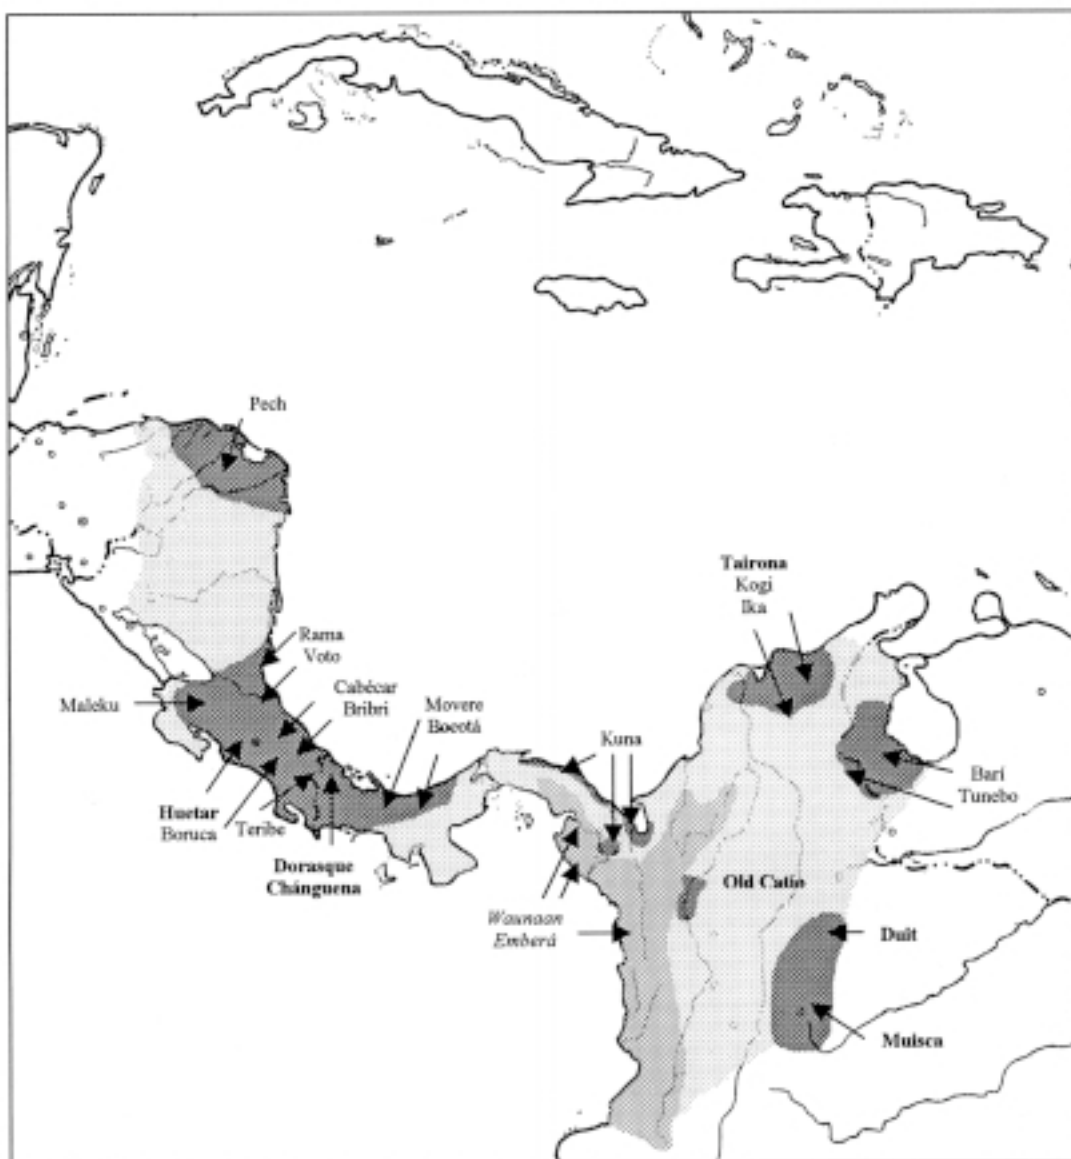 Pech
Tairona
Kogi
Ika
Rama
Voto
Cabécar
Bribri
Movere
Bocotá
Maleku
Kuna
Bari
Tunebo
Huetar
Boruca
Teribe
Dorasque
Chánguena
Old Catío
Waunaan
Emberá
Duit
Muisca